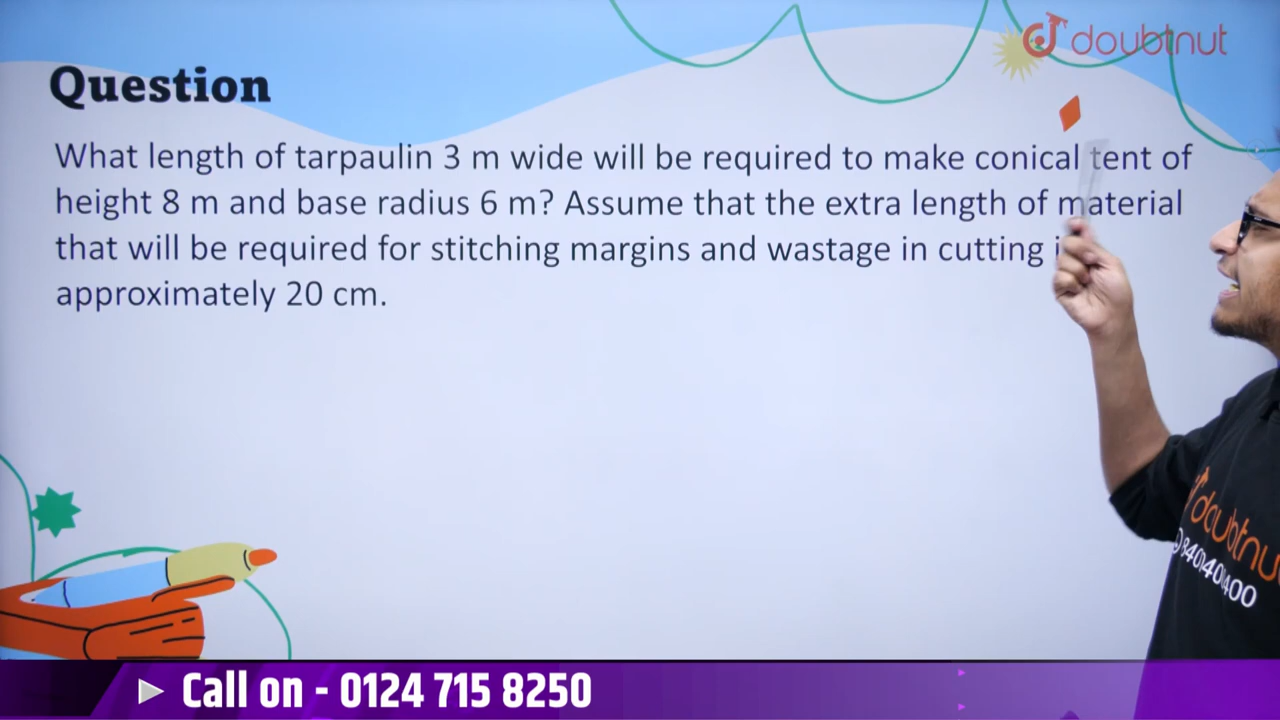 doubtnut
Question
What length of tarpaulin 3 m wide will be required to make conical tent of
height 8 m and base radius 6 m? Assume that the extra length of material
that will be required for stitching margins and wastage in cutting
approximately 20 cm.
doubtnut
8400400400
Call on - 0124 715 8250